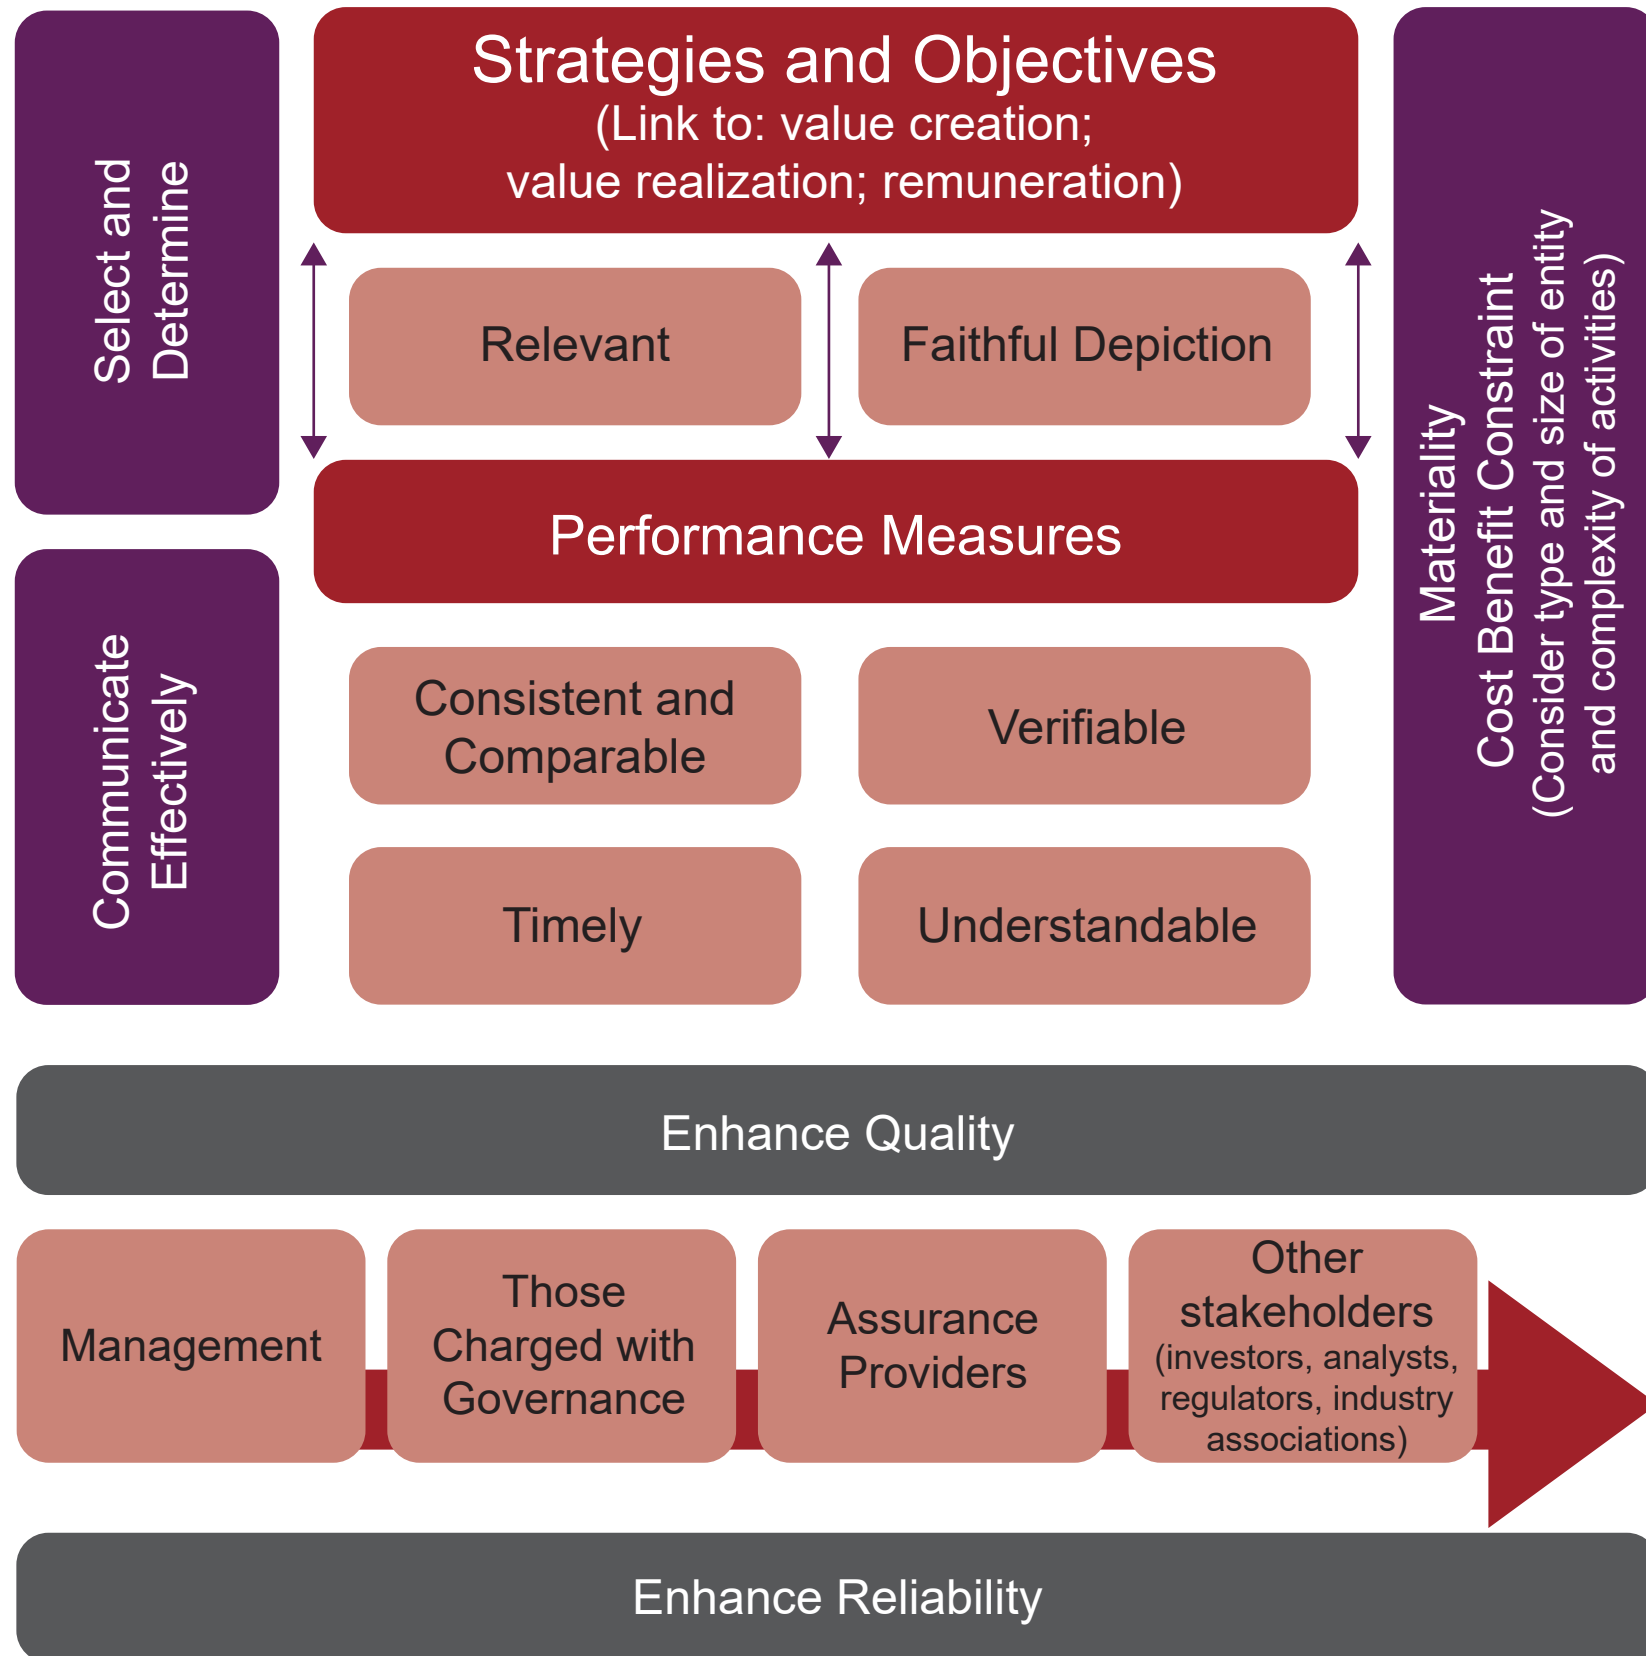 Select and
Determine
Strategies and Objectives
(Link to: value creation;
value realization; remuneration)
Relevant
Faithful Depiction
Performance Measures
Communicate
Effectively
Consistent and
Comparable
Verifiable
Timely
Understandable
Materiality
Cost Benefit Constraint
(Consider type and size of entity
and complexity of activities)
Enhance Quality
Management
Those
Charged with
Governance
Assurance
Providers
Other
stakeholders
(investors, analysts,
regulators, industry
associations)
Enhance Reliability